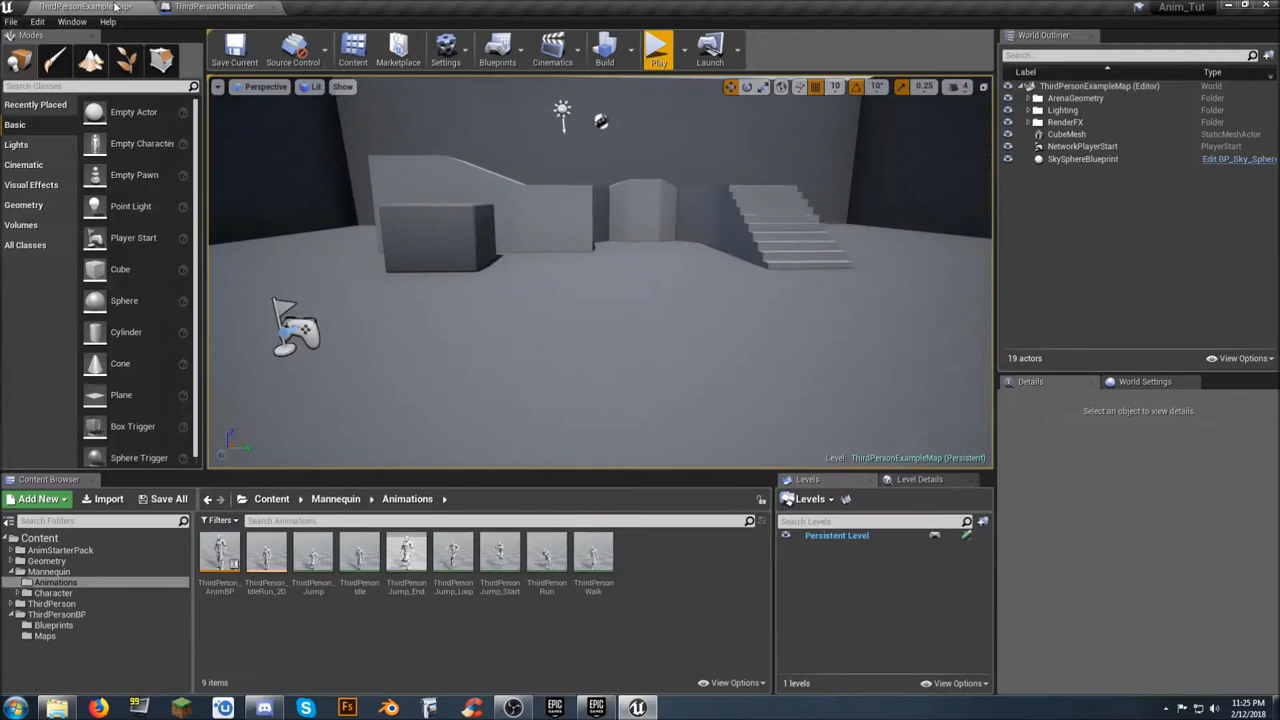 ThirdPersonExampleMap*
ThirdPersonCharacter
Anim_Tut
File Edit Window Help
Modes
Search Classes
Recently Placed
Basic
Lights
Cinematic
Visual Effects
Geometry
Volumes
All Classes
Empty Actor
Empty Character
Empty Pawn
Point Light
Player Start
Cube
Sphere
Cylinder
Cone
Plane
Box Trigger
Sphere Trigger
Save Current
Source Control
Content
Marketplace
Settings
Blueprints
Cinematics
Build
Play
Launch
Perspective Lit Show
10 10° 0.25 4
Level: ThirdPersonExampleMap (Persistent)
World Outliner
Search...
Label Type
ThirdPersonExampleMap (Editor) World
ArenaGeometry Folder
Lighting Folder
RenderFX Folder
CubeMesh StaticMeshActor
NetworkPlayerStart PlayerStart
SkySphereBlueprint Edit BP_Sky_Sphere
19 actors
View Options
Details
World Settings
Select an object to view details
Content Browser
Add New Import Save All Content Mannequin Animations
Search Folders
Content
AnimStarterPack
Geometry
Mannequin
Animations
Character
ThirdPerson
ThirdPersonBP
Blueprints
Maps
Filters Search Animations
ThirdPerson_AnimBP
ThirdPerson_IdleRun_2D
ThirdPerson_Jump
ThirdPerson Idle
ThirdPerson Jump_End
ThirdPerson Jump_Loop
ThirdPerson Jump_Start
ThirdPerson Run
ThirdPerson Walk
9 items
View Options
Levels
Level Details
Levels
Search Levels
Persistent Level
1 levels
View Options
99
Fs
EPIC GAMES
EPIC GAMES
11:25 PM
2/12/2018